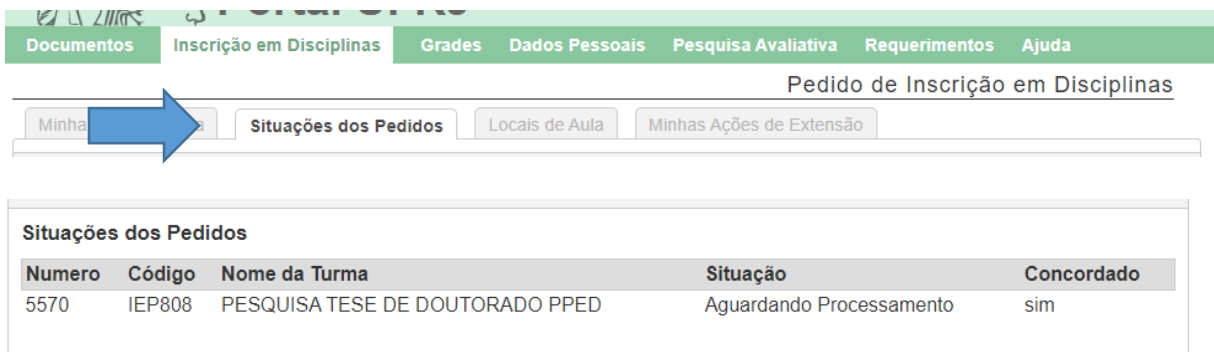 Documentos Inscrição em Disciplinas Grades Dados Pessoais Pesquisa Avaliativa Requerimentos Ajuda
Pedido de Inscrição em Disciplinas
Situações dos Pedidos Locais de Aula Minhas Ações de Extensão
Situações dos Pedidos
Numero Código Nome da Turma Situação Concordado
5570 IEP808 PESQUISA TESE DE DOUTORADO PPED Aguardando Processamento sim